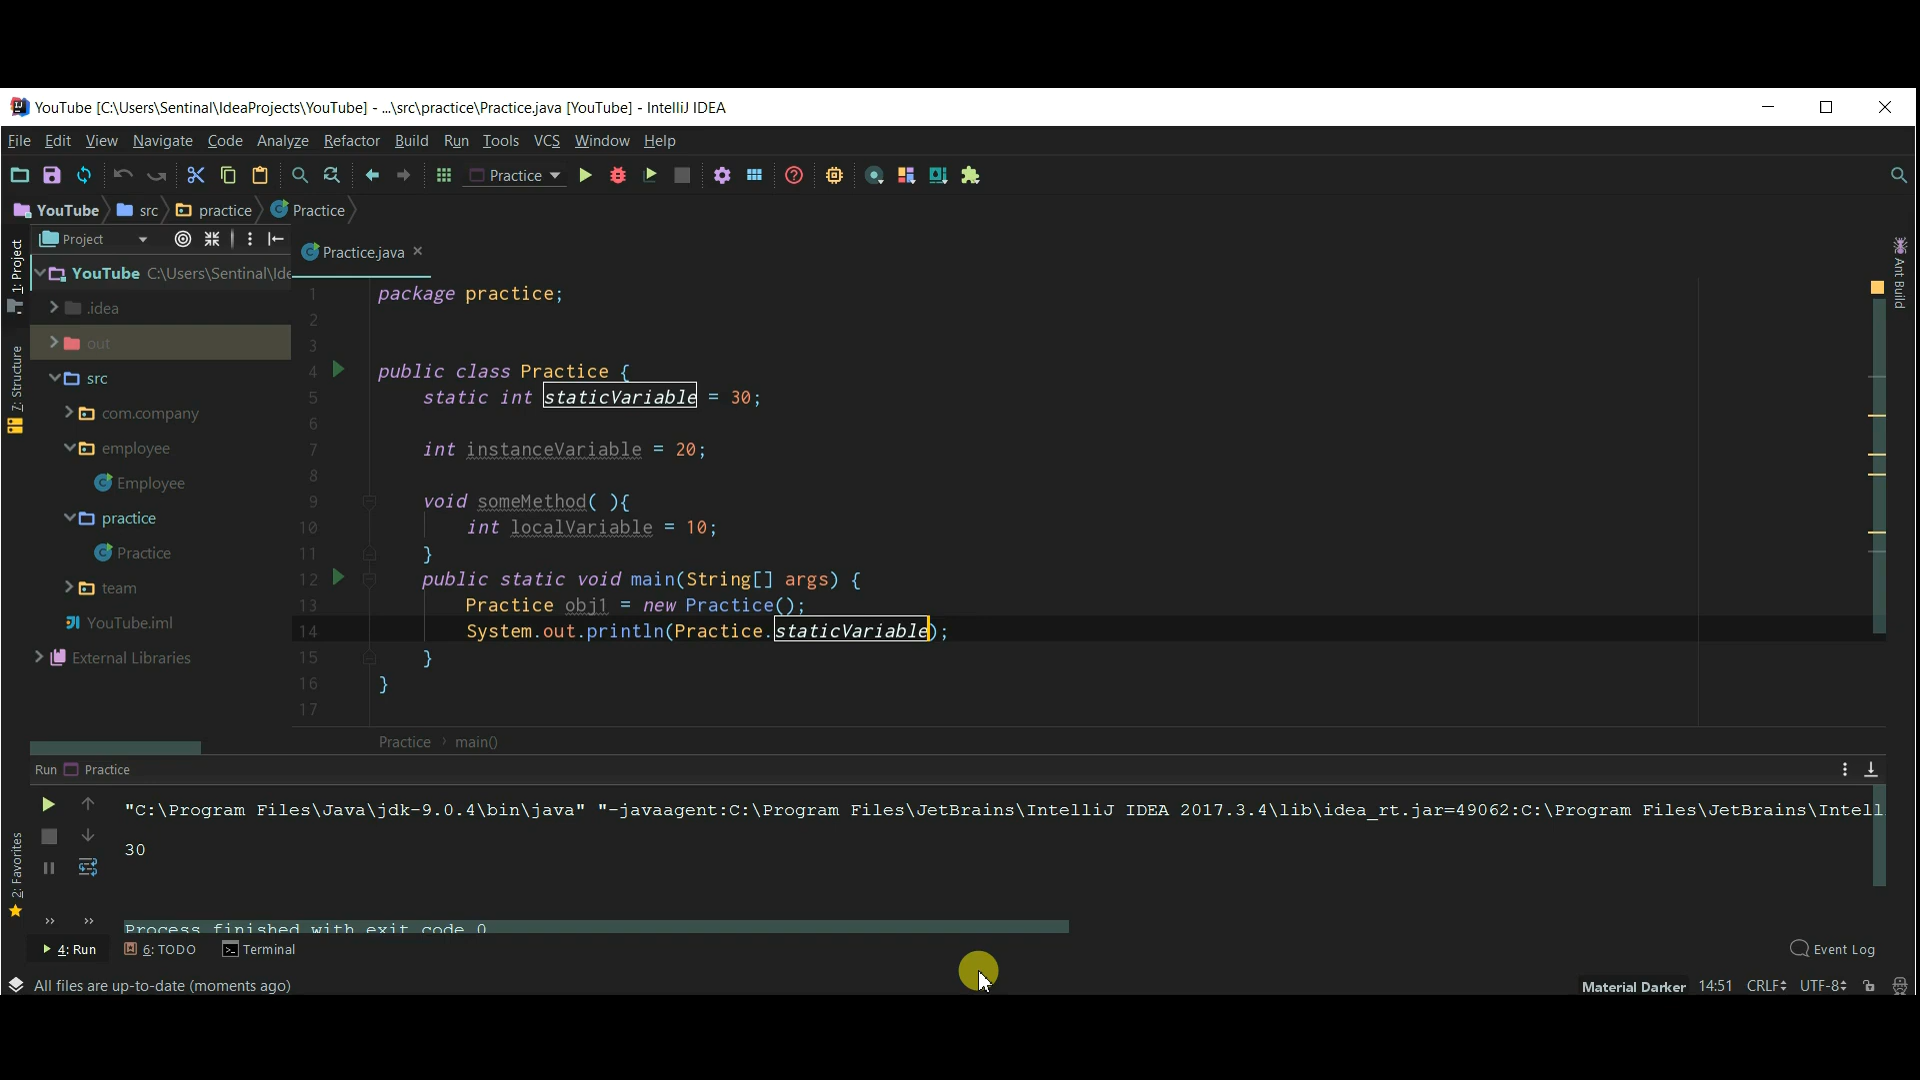 YouTube [C:\Users\Sentinal\IdeaProjects\YouTube] - ...\src\practice\Practice.java [YouTube] - IntelliJ IDEA
File Edit View Navigate Code Analyze Refactor Build Run Tools VCS Window Help
Practice
YouTube src practice Practice
1: Project
7: Structure
2: Favorites
Project
YouTube C:\Users\Sentinal\Ide
.idea
out
src
com.company
employee
Employee
practice
Practice
team
YouTube.iml
External Libraries
Practice.java
1 package practice;
2
3
4 public class Practice {
5 static int staticVariable = 30;
6
7 int instanceVariable = 20;
8
9 void someMethod( ){
10 int localVariable = 10;
11 }
12 public static void main(String[] args) {
13 Practice obj1 = new Practice();
14 System.out.println(Practice.staticVariable);
15 }
16 }
17
Practice main()
Ant Build
Run Practice
"C:\Program Files\Java\jdk-9.0.4\bin\java" "-javaagent:C:\Program Files\JetBrains\IntelliJ IDEA 2017.3.4\lib\idea_rt.jar=49062:C:\Program Files\JetBrains\Intell
30
Process finished with exit code 0
4: Run 6: TODO Terminal Event Log
All files are up-to-date (moments ago) Material Darker 14:51 CRLF UTF-8